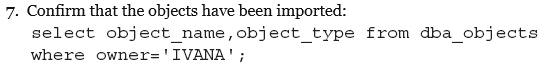 7. Confirm that the objects have been imported:
select object_name,object_type from dba_objects
where owner='IVANA';